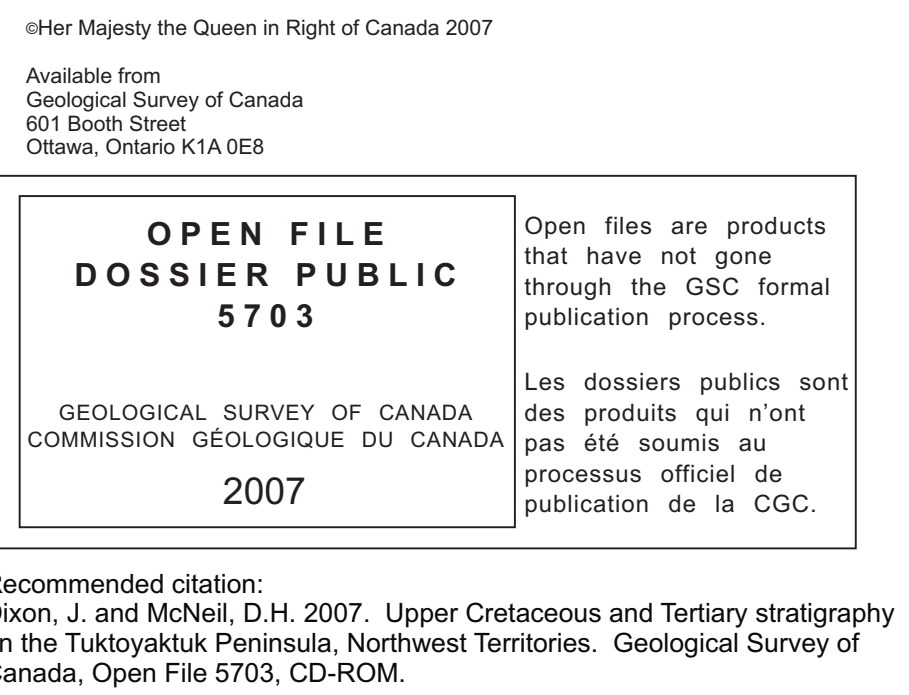 ©Her Majesty the Queen in Right of Canada 2007
Available from
Geological Survey of Canada
601 Booth Street
Ottawa, Ontario K1A 0E8
OPEN FILE
DOSSIER PUBLIC
5703
GEOLOGICAL SURVEY OF CANADA
COMMISSION GÉOLOGIQUE DU CANADA
2007
Open files are products
that have not gone
through the GSC formal
publication process.
Les dossiers publics sont
des produits qui n'ont
pas été soumis au
processus officiel de
publication de la CGC.
Recommended citation:
Dixon, J. and McNeil, D.H. 2007. Upper Cretaceous and Tertiary stratigraphy
in the Tuktoyaktuk Peninsula, Northwest Territories. Geological Survey of
Canada, Open File 5703, CD-ROM.